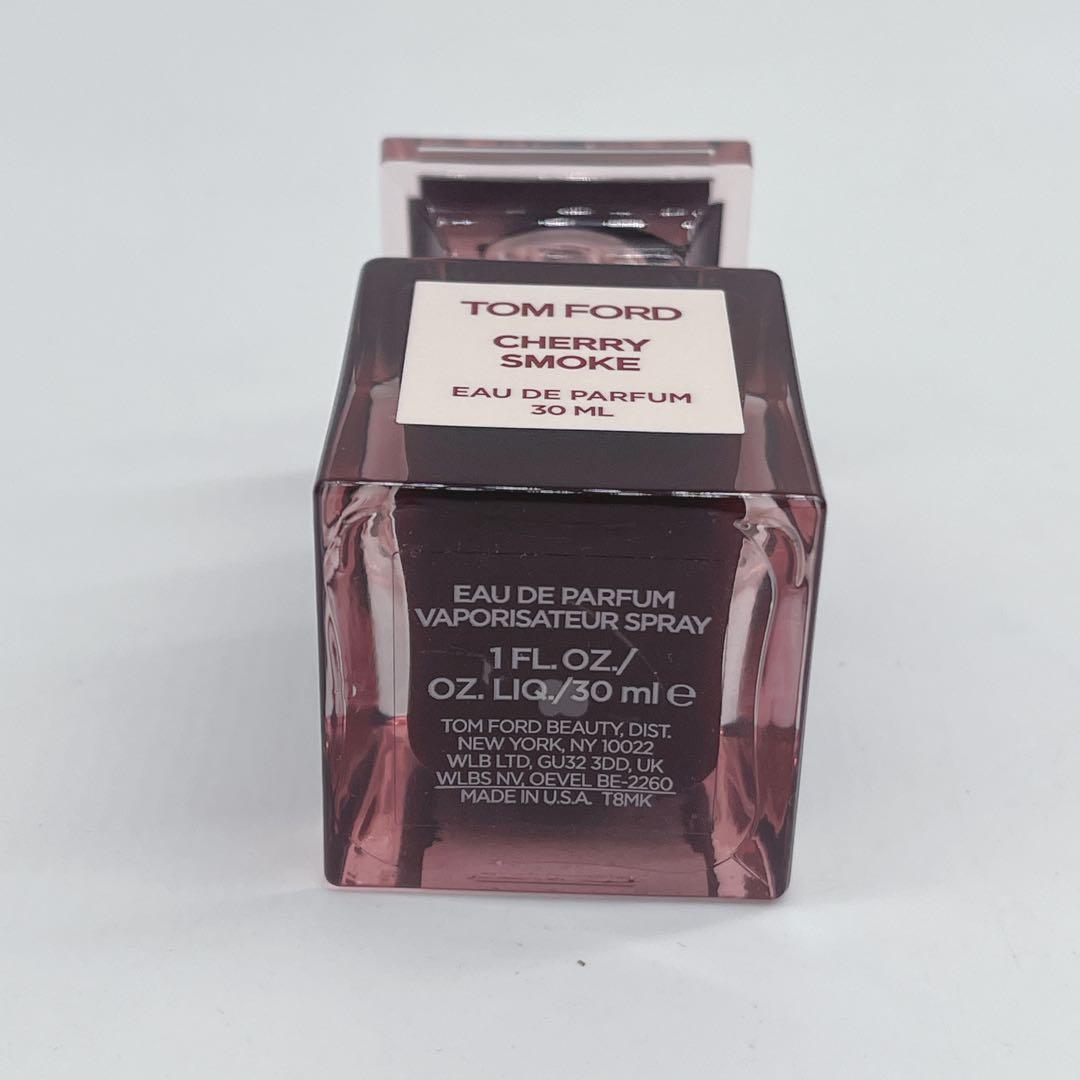 TOM FORD
CHERRY
SMOKE
EAU DE PARFUM
30 ML
EAU DE PARFUM
VAPORISATEUR SPRAY
1 FL. OZ./
OZ. LIQ./30 ml e
TOM FORD BEAUTY, DIST.
NEW YORK, NY 10022
WLB LTD, GU32 3DD, UK
WLBS NV, OEVEL BE-2260
MADE IN U.S.A. T8MK